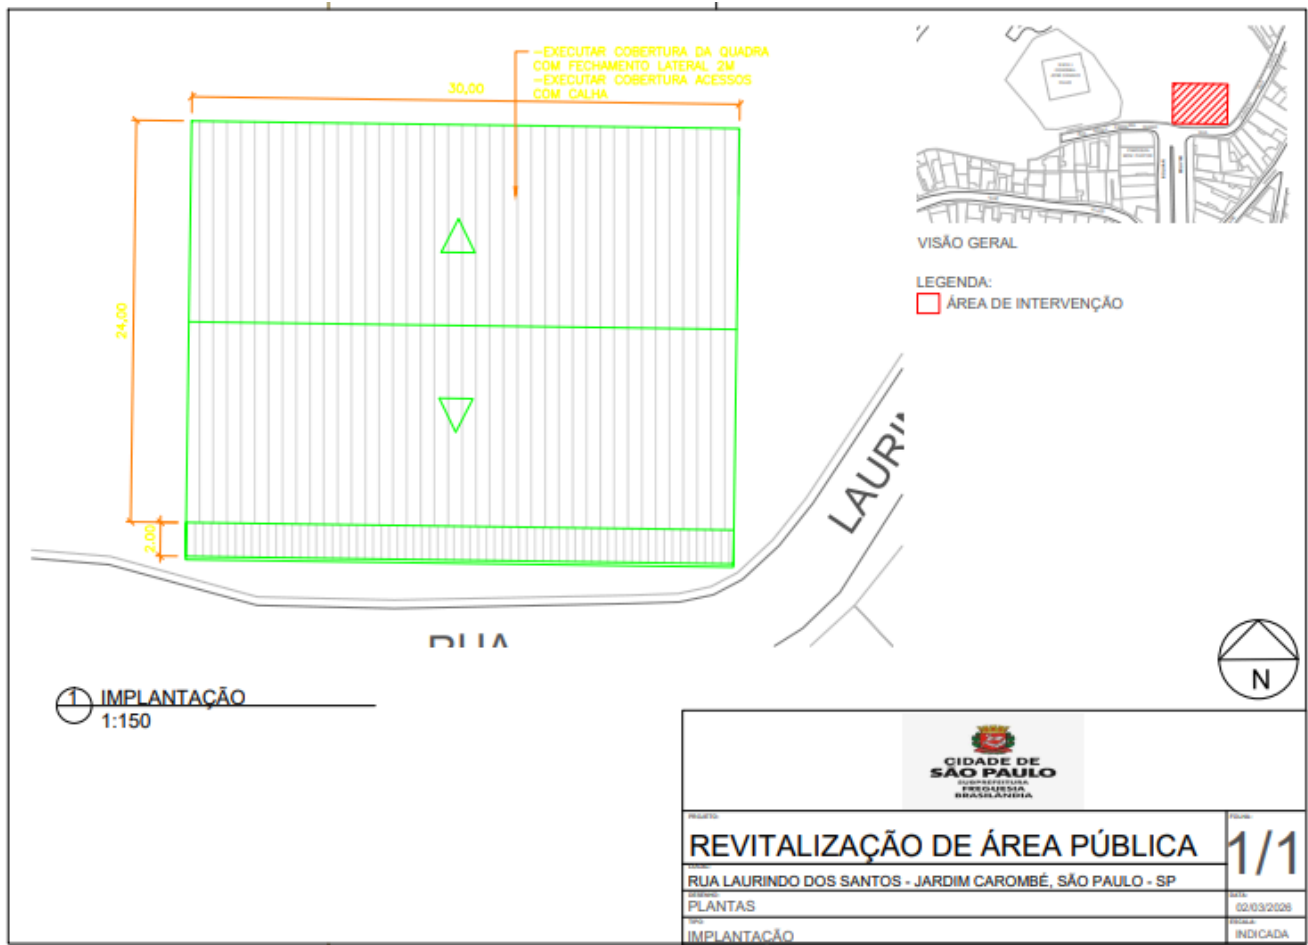 -EXECUTAR COBERTURA DA QUADRA
COM FECHAMENTO LATERAL 2M
-EXECUTAR COBERTURA ACESSOS
COM CALHA
30,00
24,00
2,00
VISÃO GERAL
LEGENDA:
ÁREA DE INTERVENÇÃO
LAURIN
RUA
N
1 IMPLANTAÇÃO
1:150
CIDADE DE
SÃO PAULO
SUBPREFEITURA
FREGUESIA
BRASILÂNDIA
PROJETO:
FOLHA:
REVITALIZAÇÃO DE ÁREA PÚBLICA
1/1
LOCAL:
RUA LAURINDO DOS SANTOS - JARDIM CAROMBÉ, SÃO PAULO - SP
DATA:
PLANTAS
02/03/2026
TIPO:
ESCALA:
IMPLANTAÇÃO
INDICADA